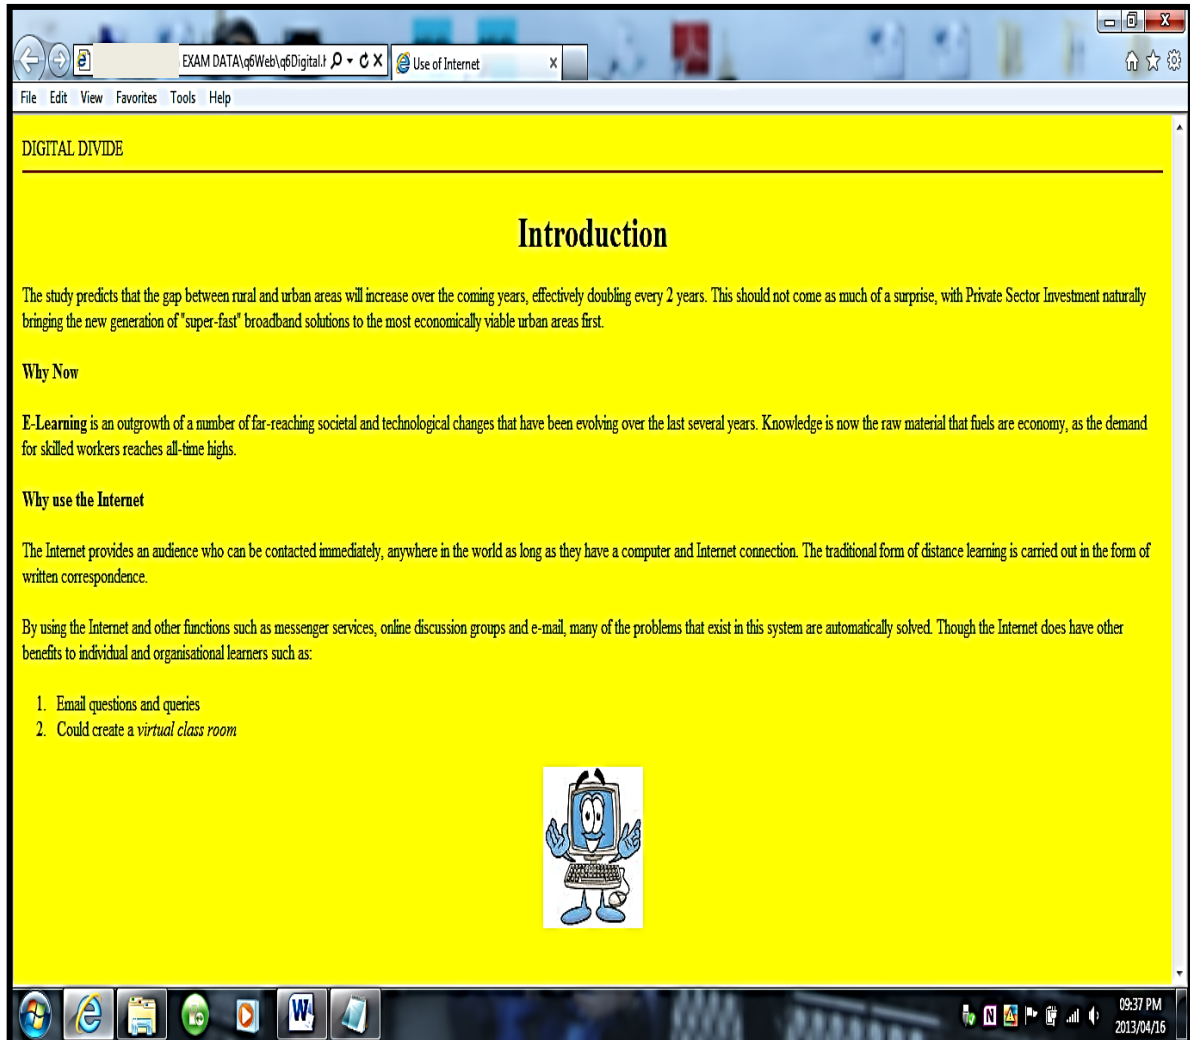 EXAM DATA\q6Web\q6Digital.h
Use of Internet
x
File Edit View Favorites Tools Help
DIGITAL DIVIDE
Introduction
The study predicts that the gap between rural and urban areas will increase over the coming years, effectively doubling every 2 years. This should not come as much of a surprise, with Private Sector Investment naturally
bringing the new generation of "super-fast" broadband solutions to the most economically viable urban areas first.
Why Now
E-Learning is an outgrowth of a number of far-reaching societal and technological changes that have been evolving over the last several years. Knowledge is now the raw material that fuels are economy, as the demand
for skilled workers reaches all-time highs.
Why use the Internet
The Internet provides an audience who can be contacted immediately, anywhere in the world as long as they have a computer and Internet connection. The traditional form of distance learning is carried out in the form of
written correspondence.
By using the Internet and other functions such as messenger services, online discussion groups and e-mail, many of the problems that exist in this system are automatically solved. Though the Internet does have other
benefits to individual and organisational learners such as:
1. Email questions and queries
2. Could create a virtual class room
W
N
09:37 PM
2013/04/16